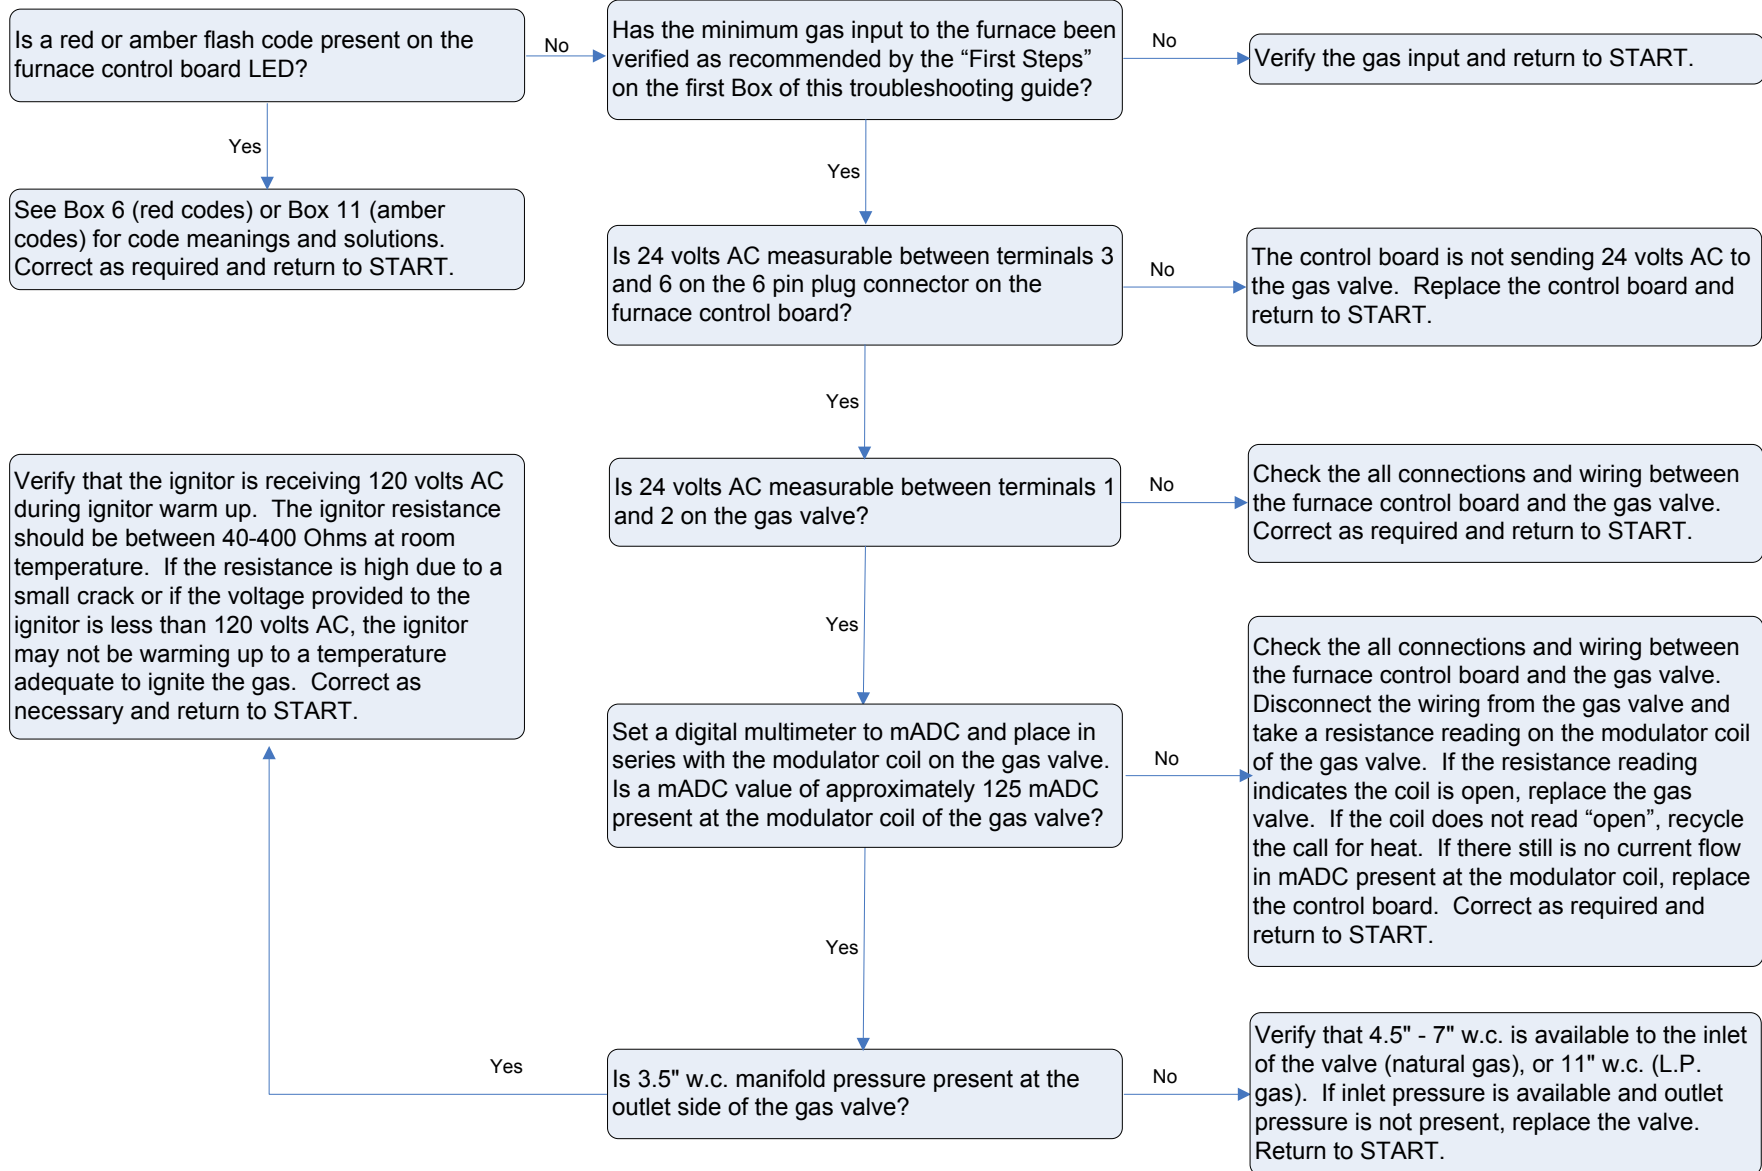 Is a red or amber flash code present on the
furnace control board LED?
No
Has the minimum gas input to the furnace been
verified as recommended by the “First Steps”
on the first Box of this troubleshooting guide?
No
Verify the gas input and return to START.
Yes
Yes
See Box 6 (red codes) or Box 11 (amber
codes) for code meanings and solutions.
Correct as required and return to START.
Is 24 volts AC measurable between terminals 3
and 6 on the 6 pin plug connector on the
furnace control board?
No
The control board is not sending 24 volts AC to
the gas valve.  Replace the control board and
return to START.
Yes
Is 24 volts AC measurable between terminals 1
and 2 on the gas valve?
No
Check the all connections and wiring between
the furnace control board and the gas valve.
Correct as required and return to START.
Verify that the ignitor is receiving 120 volts AC
during ignitor warm up.  The ignitor resistance
should be between 40-400 Ohms at room
temperature.  If the resistance is high due to a
small crack or if the voltage provided to the
ignitor is less than 120 volts AC, the ignitor
may not be warming up to a temperature
adequate to ignite the gas.  Correct as
necessary and return to START.
Yes
Set a digital multimeter to mADC and place in
series with the modulator coil on the gas valve.
Is a mADC value of approximately 125 mADC
present at the modulator coil of the gas valve?
No
Check the all connections and wiring between
the furnace control board and the gas valve.
Disconnect the wiring from the gas valve and
take a resistance reading on the modulator coil
of the gas valve.  If the resistance reading
indicates the coil is open, replace the gas
valve.  If the coil does not read “open”, recycle
the call for heat.  If there still is no current flow
in mADC present at the modulator coil, replace
the control board.  Correct as required and
return to START.
Yes
Yes
Is 3.5" w.c. manifold pressure present at the
outlet side of the gas valve?
No
Verify that 4.5" - 7" w.c. is available to the inlet
of the valve (natural gas), or 11" w.c. (L.P.
gas).  If inlet pressure is available and outlet
pressure is not present, replace the valve.
Return to START.